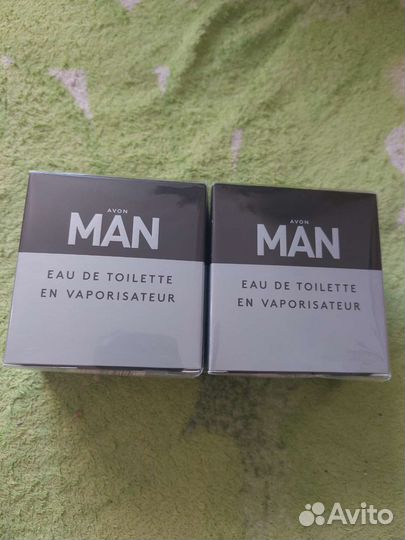 AVON
MAN
EAU DE TOILETTE
EN VAPORISATEUR
AVON
MAN
EAU DE TOILETTE
EN VAPORISATEUR
Avito